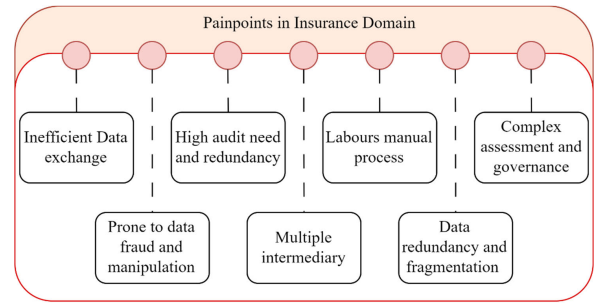 Painpoints in Insurance Domain
Inefficient Data
exchange
High audit need
and redundancy
Labours manual
process
Complex
assessment and
governance
Prone to data
fraud and
manipulation
Multiple
intermediary
Data
redundancy and
fragmentation